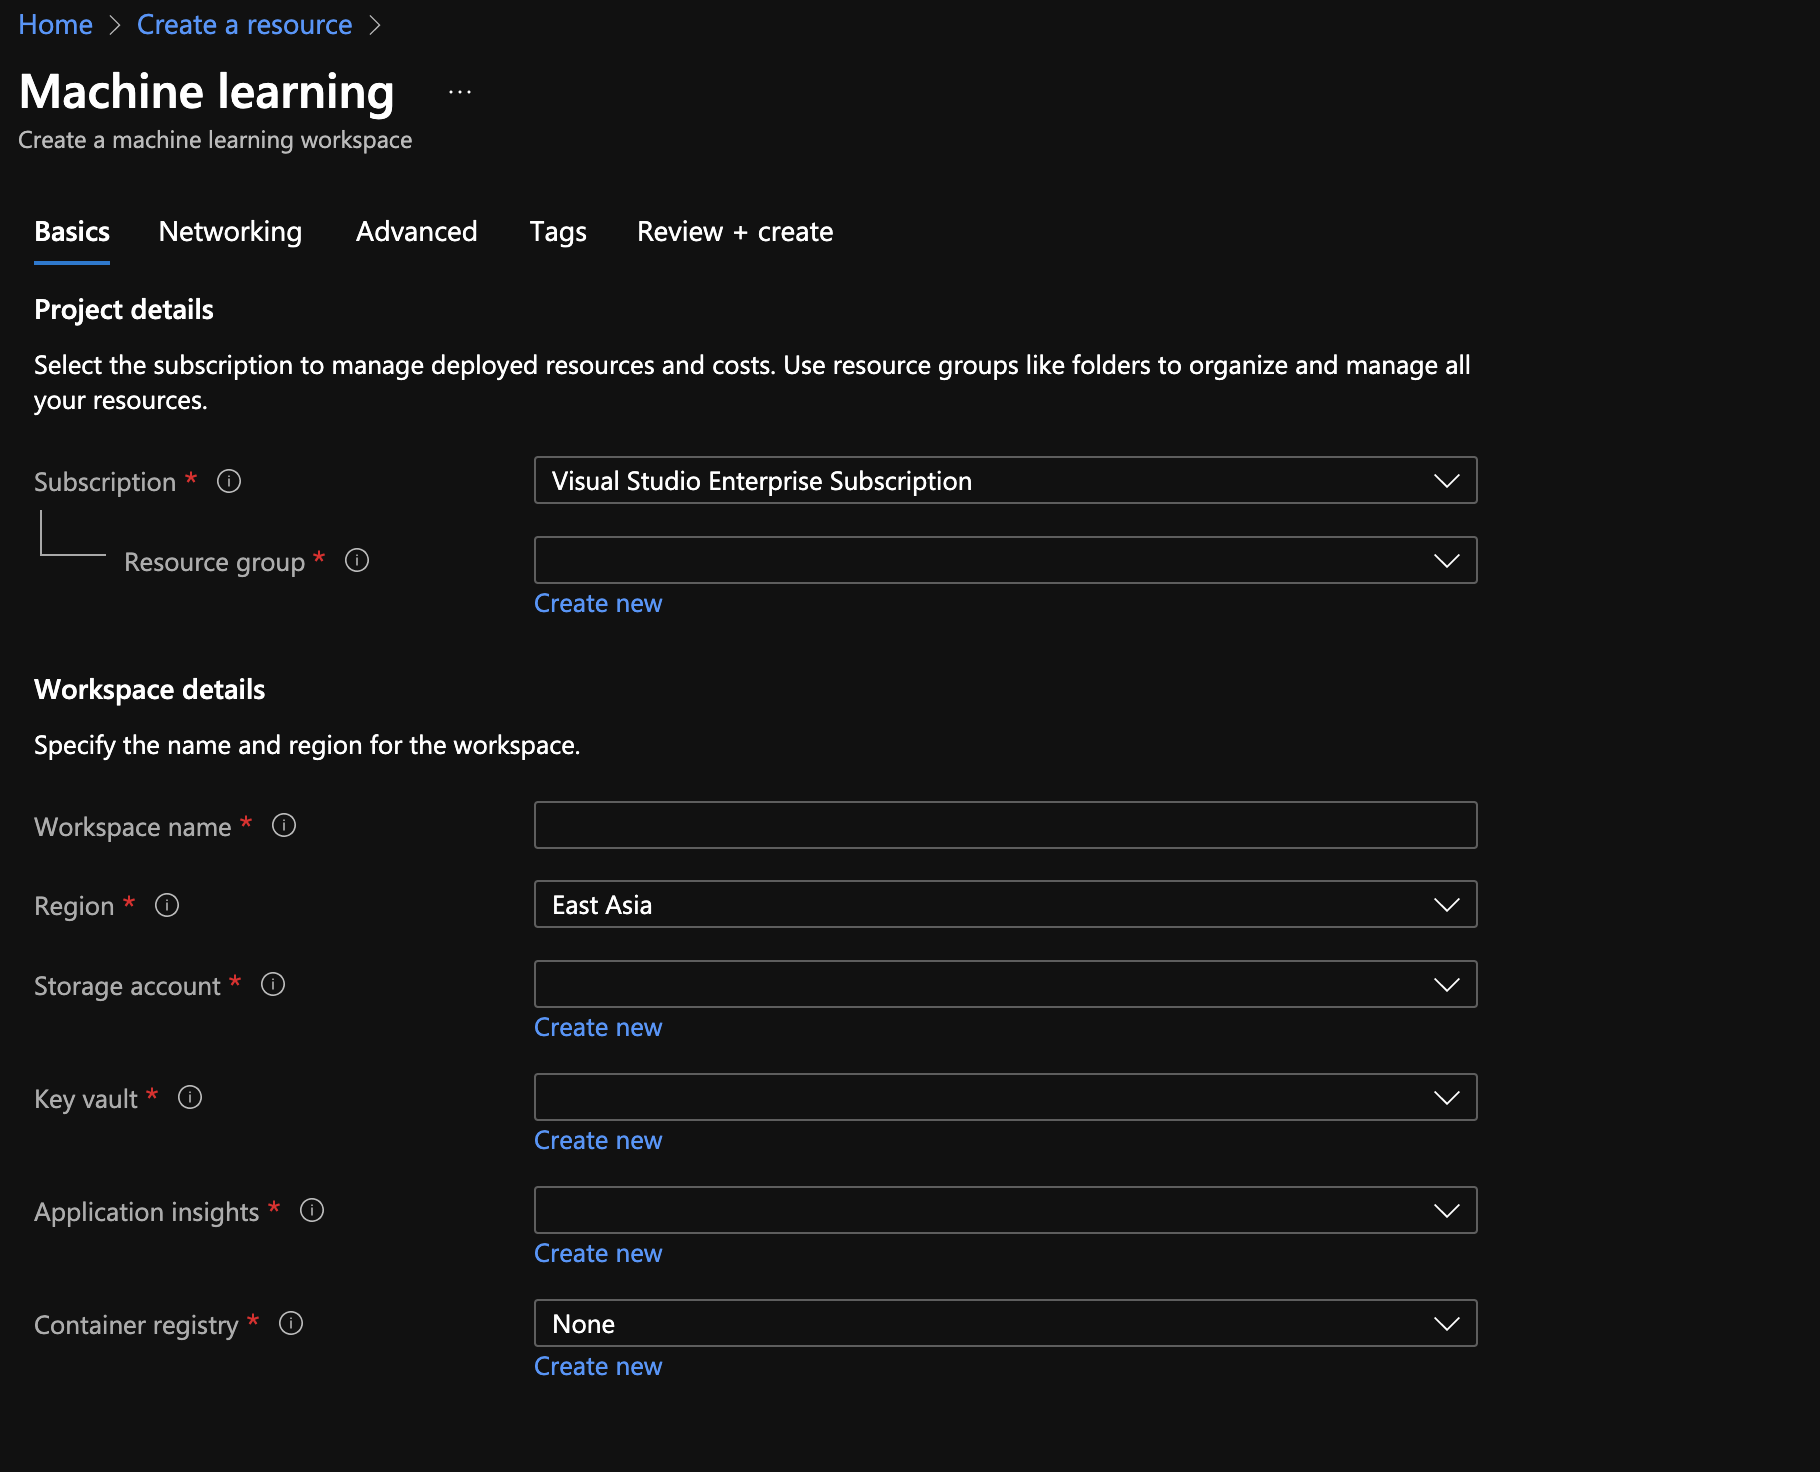 Home > Create a resource >
Machine learning ...
Create a machine learning workspace
Basics Networking Advanced Tags Review + create
Project details
Select the subscription to manage deployed resources and costs. Use resource groups like folders to organize and manage all
your resources.
Subscription * Visual Studio Enterprise Subscription
Resource group *
Create new
Workspace details
Specify the name and region for the workspace.
Workspace name *
Region * East Asia
Storage account *
Create new
Key vault *
Create new
Application insights *
Create new
Container registry * None
Create new